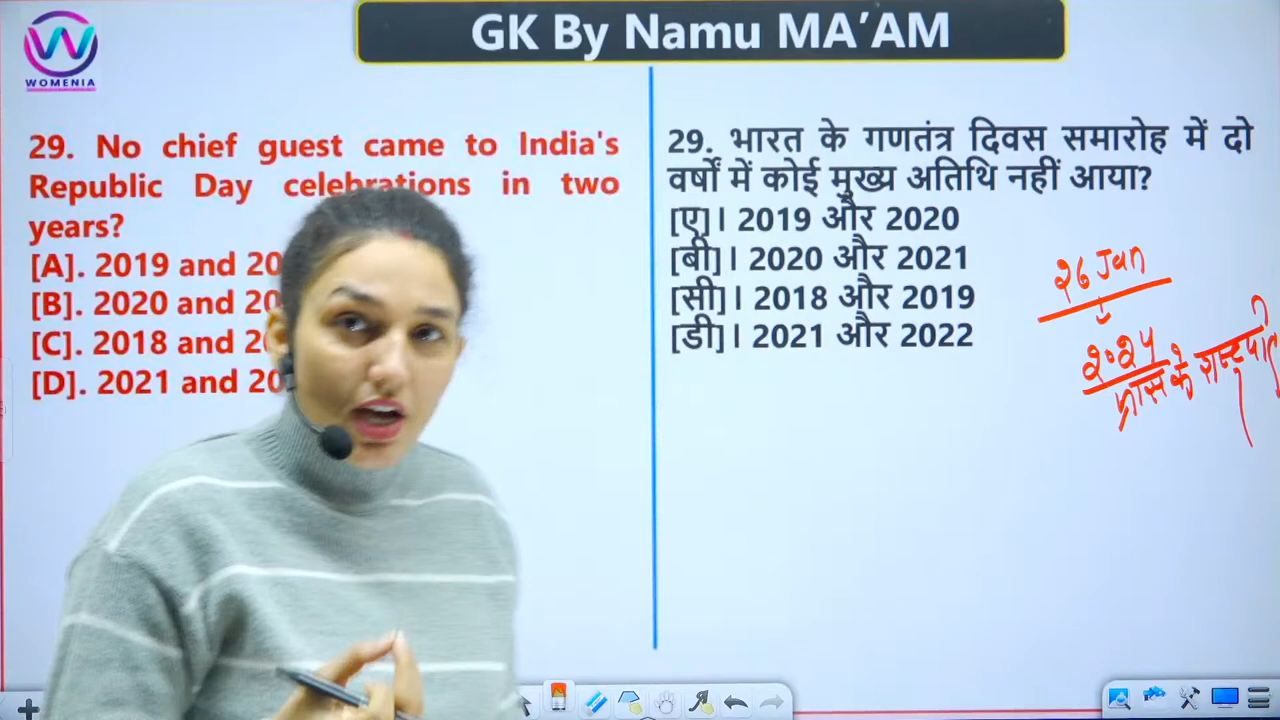 WOMENIA
GK By Namu MA’AM
29. No chief guest came to India's
Republic Day celebrations in two
years?
[A]. 2019 and 20
[B]. 2020 and 20
[C]. 2018 and 20
[D]. 2021 and 20
29. भारत के गणतंत्र दिवस समारोह में दो
वर्षों में कोई मुख्य अतिथि नहीं आया?
[ए]। 2019 और 2020
[बी]। 2020 और 2021
[सी]। 2018 और 2019
[डी]। 2021 और 2022
26 Jan
के